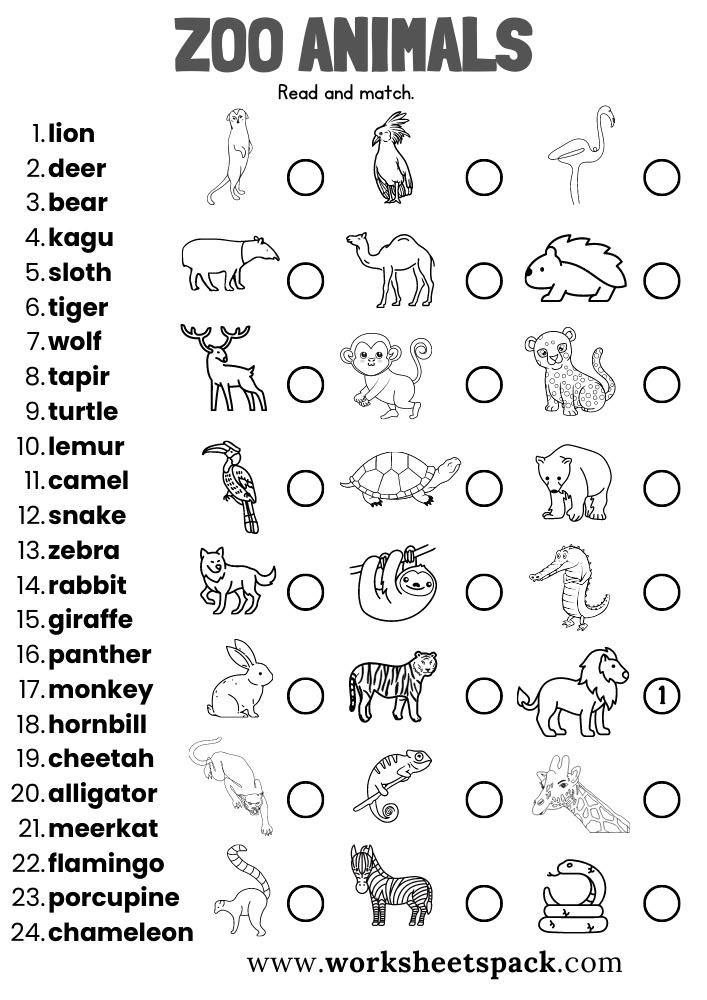 ZOO ANIMALS
Read and match.
1. lion
2. deer
3. bear
4. kagu
5. sloth
6. tiger
7. wolf
8. tapir
9. turtle
10. lemur
11. camel
12. snake
13. zebra
14. rabbit
15. giraffe
16. panther
17. monkey
18. hornbill
19. cheetah
20. alligator
21. meerkat
22. flamingo
23. porcupine
24. chameleon
1
www.worksheetspack.com